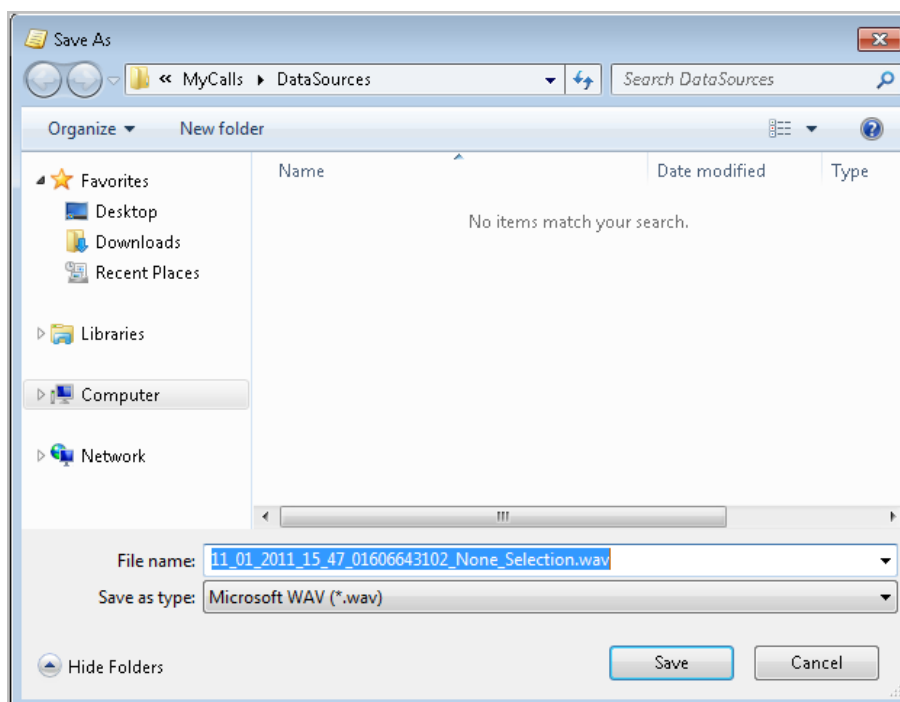 Save As
« MyCalls ▸ DataSources
Search DataSources
Organize
New folder
Name
Date modified
Type
No items match your search.
Favorites
Desktop
Downloads
Recent Places
Libraries
Computer
Network
File name: 11_01_2011_15_47_01606643102_None_Selection.wav
Save as type: Microsoft WAV (*.wav)
Hide Folders
Save
Cancel